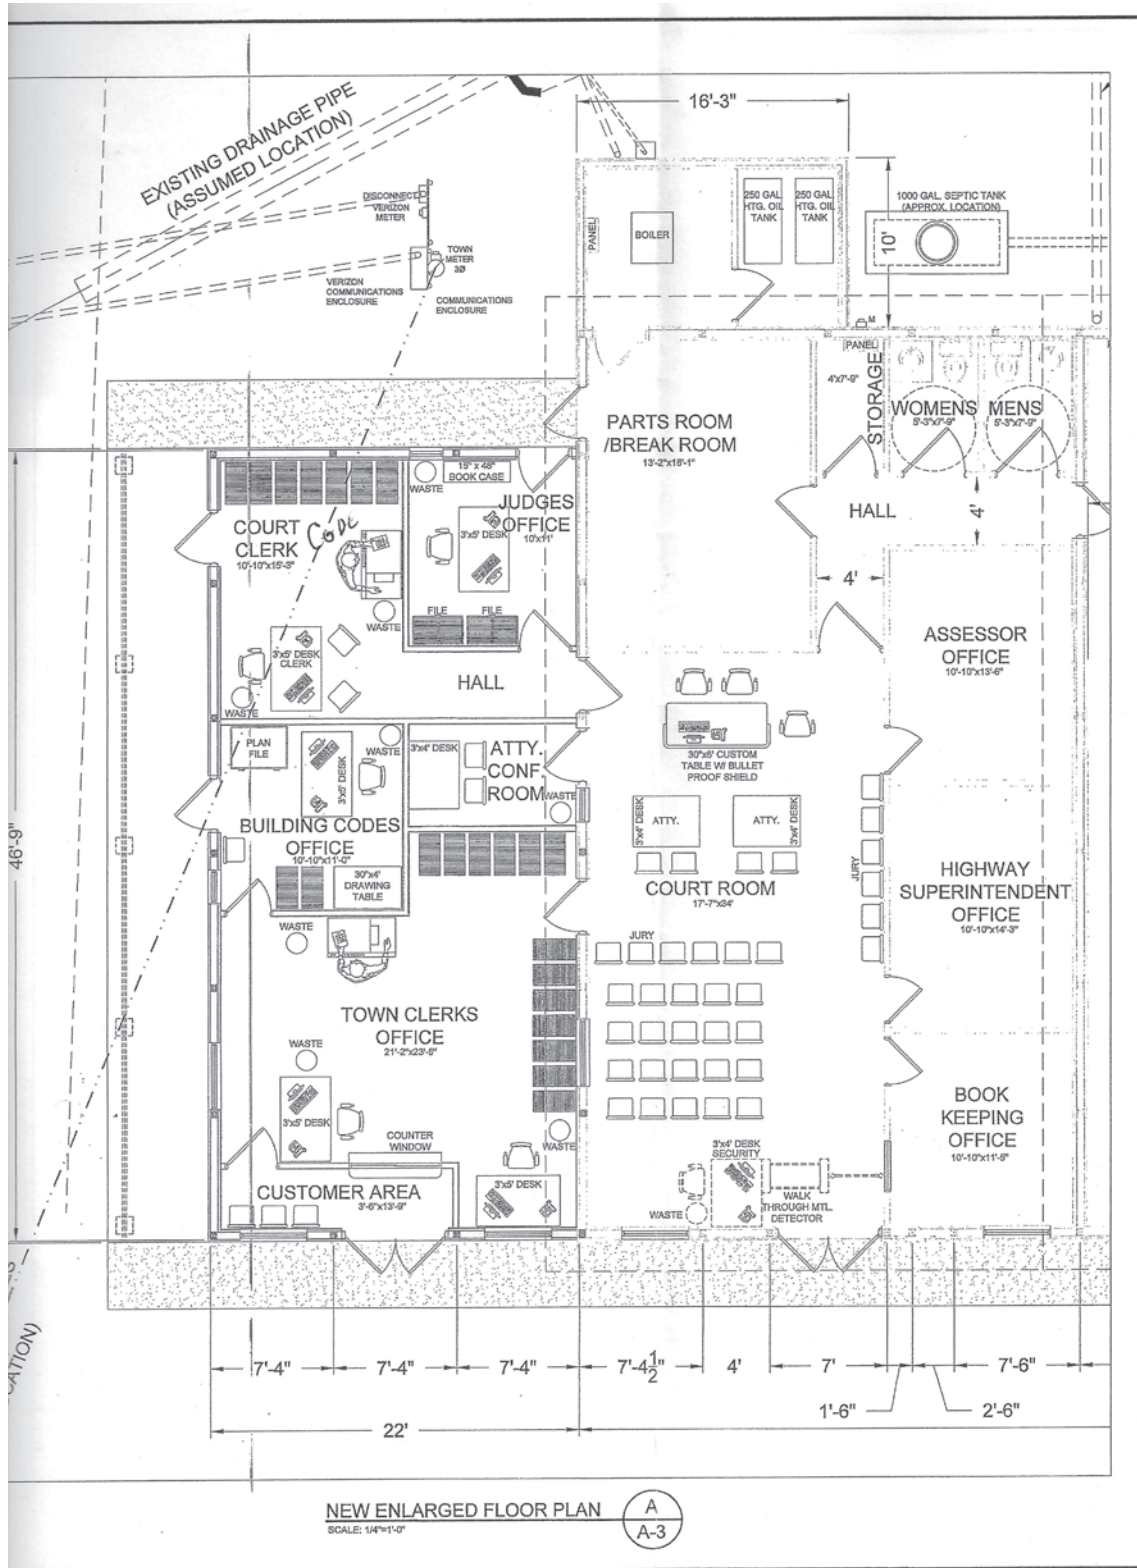 16'-3"
EXISTING DRAINAGE PIPE
(ASSUMED LOCATION)
DISCONNECT
VERIZON
METER
TOWN
METER
3Ø
VERIZON
COMMUNICATIONS
ENCLOSURE
COMMUNICATIONS
ENCLOSURE
PANEL
BOILER
250 GAL
HTG. OIL
TANK
250 GAL
HTG. OIL
TANK
10'
1000 GAL. SEPTIC TANK
(APPROX. LOCATION)
M
PANEL
4'x7'-9"
STORAGE
WOMENS
5'-3"x7'-9"
MENS
5'-3"x7'-9"
PARTS ROOM
/BREAK ROOM
13'-2"x18'-1"
HALL
4'
4'
WASTE
15" x 48"
BOOK CASE
JUDGES
OFFICE
10'x11'
3'x5' DESK
FILE
FILE
COURT
CLERK
10'-10"x15'-3"
CODE
WASTE
3'x5' DESK
CLERK
WASTE
HALL
ASSESSOR
OFFICE
10'-10"x13'-6"
30"x6' CUSTOM
TABLE W/ BULLET
PROOF SHIELD
PLAN
FILE
WASTE
3'x5' DESK
3'x4' DESK
ATTY.
CONF
ROOM
WASTE
BUILDING CODES
OFFICE
10'-10"x11'-0"
30"x4'
DRAWING
TABLE
3'x4' DESK
ATTY.
ATTY.
3'x4' DESK
COURT ROOM
17'-7"x34'
JURY
JURY
HIGHWAY
SUPERINTENDENT
OFFICE
10'-10"x14'-3"
46'-9"
WASTE
TOWN CLERKS
OFFICE
21'-2"x23'-5"
WASTE
3'x5' DESK
COUNTER
WINDOW
WASTE
3'x5' DESK
CUSTOMER AREA
3'-6"x13'-9"
BOOK
KEEPING
OFFICE
10'-10"x11'-5"
3'x4' DESK
SECURITY
WASTE
WALK
THROUGH MTL.
DETECTOR
CATION)
7'-4"
7'-4"
7'-4"
7'-4 1/2"
4'
7'
7'-6"
1'-6"
2'-6"
22'
NEW ENLARGED FLOOR PLAN
SCALE: 1/4"=1'-0"
A
A-3